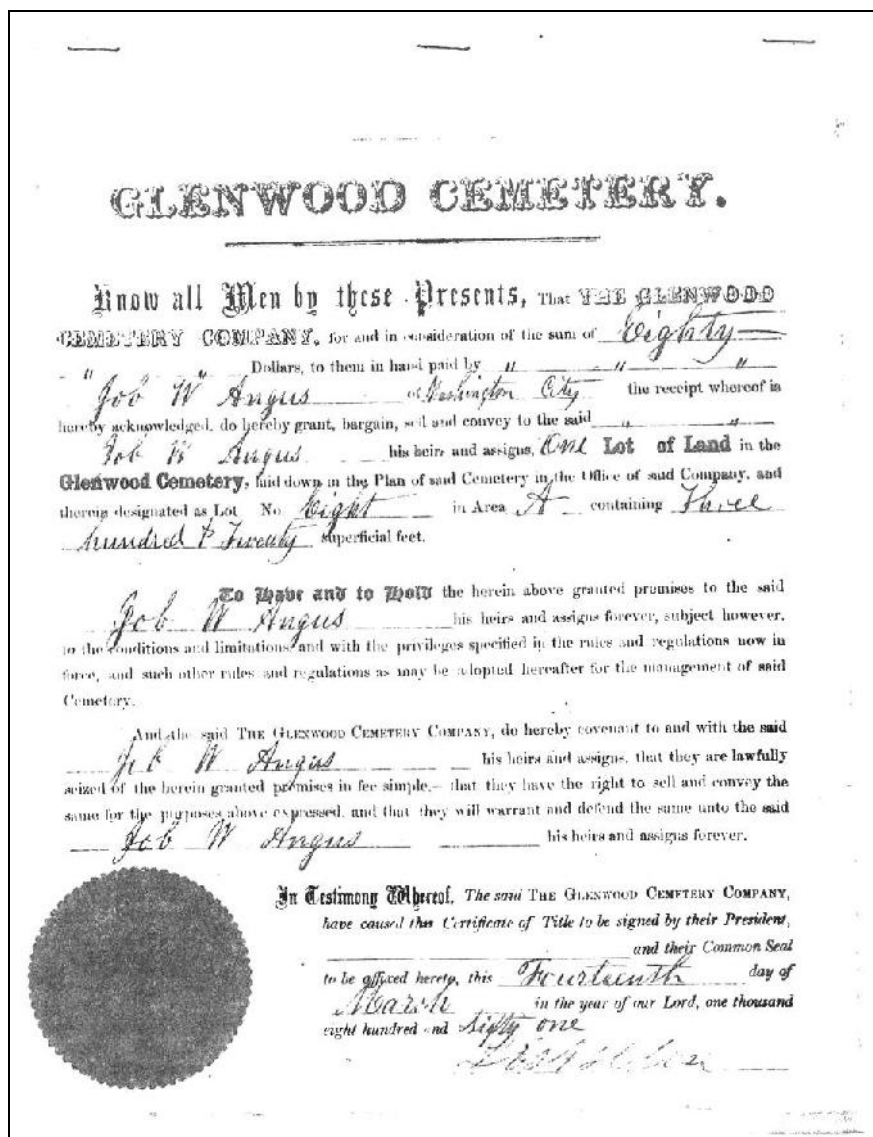 GLENWOOD CEMETERY.
Know all Men by these Presents, That THE GLENWOOD
CEMETERY COMPANY, for and in consideration of the sum of Eighty
" Dollars, to them in hand paid by " " "
Job W Angus of Washington City the receipt whereof is
hereby acknowledged, do hereby grant, bargain, sell and convey to the said " "
Job W Angus his heirs and assigns, One Lot of Land in the
Glenwood Cemetery, laid down in the Plan of said Cemetery in the Office of said Company, and
therein designated as Lot No. Eight in Area A containing Three
hundred & Twenty superficial feet.
To Have and to Hold the herein above granted premises to the said
Job W Angus his heirs and assigns forever, subject however,
to the conditions and limitations, and with the privileges specified in the rules and regulations now in
force, and such other rules and regulations as may be adopted hereafter for the management of said
Cemetery.
And the said THE GLENWOOD CEMETERY COMPANY, do hereby covenant to and with the said
Job W Angus his heirs and assigns, that they are lawfully
seized of the herein granted premises in fee simple,— that they have the right to sell and convey the
same for the purposes above expressed, and that they will warrant and defend the same unto the said
Job W Angus his heirs and assigns forever.
In Testimony Whereof, The said THE GLENWOOD CEMETERY COMPANY,
have caused this Certificate of Title to be signed by their President,
and their Common Seal
to be affixed hereto, this Fourteenth day of
March in the year of our Lord, one thousand
eight hundred and one